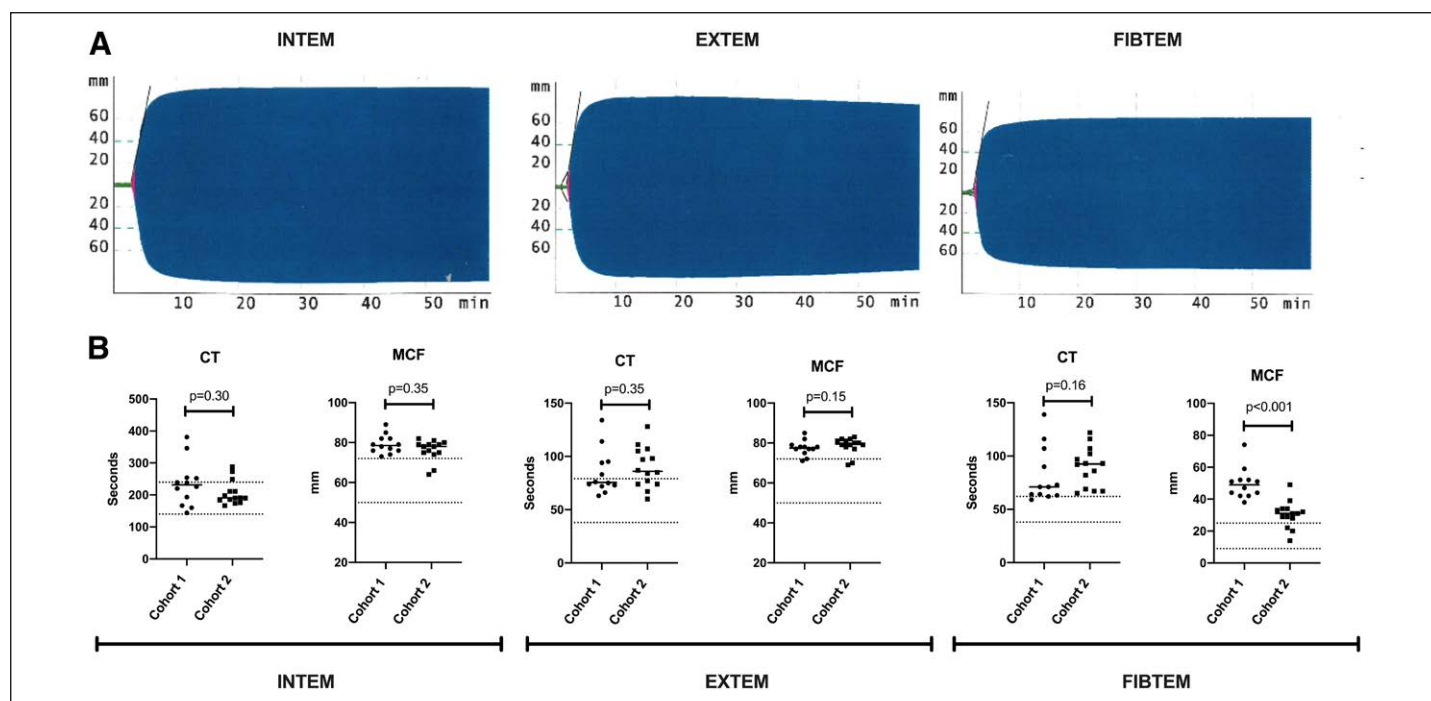 A
INTEM
EXTEM
FIBTEM
mm
60
40
20
20
40
60
10
20
30
40
50
min
mm
60
40
20
20
40
60
10
20
30
40
50
min
mm
60
40
20
20
40
60
10
20
30
40
50
min
B
CT
p=0.30
Seconds
500
400
300
200
100
0
Cohort 1
Cohort 2
MCF
p=0.35
mm
100
80
60
40
20
Cohort 1
Cohort 2
CT
p=0.35
Seconds
150
100
50
0
Cohort 1
Cohort 2
MCF
p=0.15
mm
100
80
60
40
20
Cohort 1
Cohort 2
CT
p=0.16
Seconds
150
100
50
0
Cohort 1
Cohort 2
MCF
p<0.001
mm
100
80
60
40
20
0
Cohort 1
Cohort 2
INTEM
EXTEM
FIBTEM